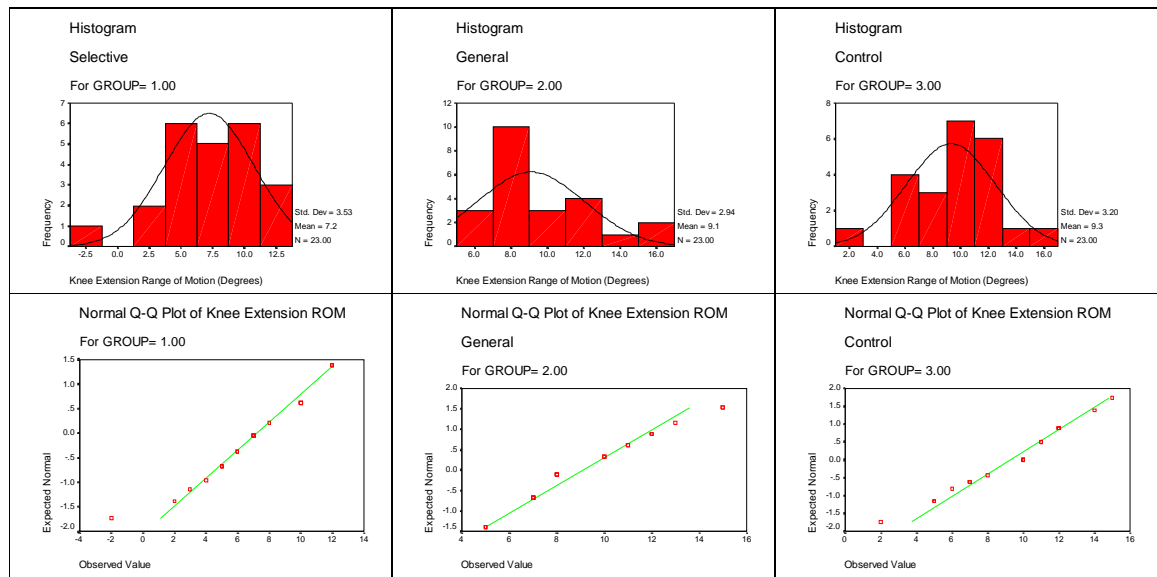 Histogram
Selective
For GROUP= 1.00
7
6
5
4
3
2
1
0
Frequency
-2.5 0.0 2.5 5.0 7.5 10.0 12.5
Std. Dev = 3.53
Mean = 7.2
N = 23.00
Knee Extension Range of Motion (Degrees)
Histogram
General
For GROUP= 2.00
12
10
8
6
4
2
0
Frequency
6.0 8.0 10.0 12.0 14.0 16.0
Std. Dev = 2.94
Mean = 9.1
N = 23.00
Knee Extension Range of Motion (Degrees)
Histogram
Control
For GROUP= 3.00
8
6
4
2
0
Frequency
2.0 4.0 6.0 8.0 10.0 12.0 14.0 16.0
Std. Dev = 3.20
Mean = 9.3
N = 23.00
Knee Extension Range of Motion (Degrees)
Normal Q-Q Plot of Knee Extension ROM
For GROUP= 1.00
1.5
1.0
.5
0.0
-.5
-1.0
-1.5
-2.0
Expected Normal
-4 -2 0 2 4 6 8 10 12 14
Observed Value
Normal Q-Q Plot of Knee Extension ROM
General
For GROUP= 2.00
2.0
1.5
1.0
.5
0.0
-.5
-1.0
-1.5
Expected Normal
4 6 8 10 12 14 16
Observed Value
Normal Q-Q Plot of Knee Extension ROM
Control
For GROUP= 3.00
2.0
1.5
1.0
.5
0.0
-.5
-1.0
-1.5
-2.0
Expected Normal
0 2 4 6 8 10 12 14 16
Observed Value